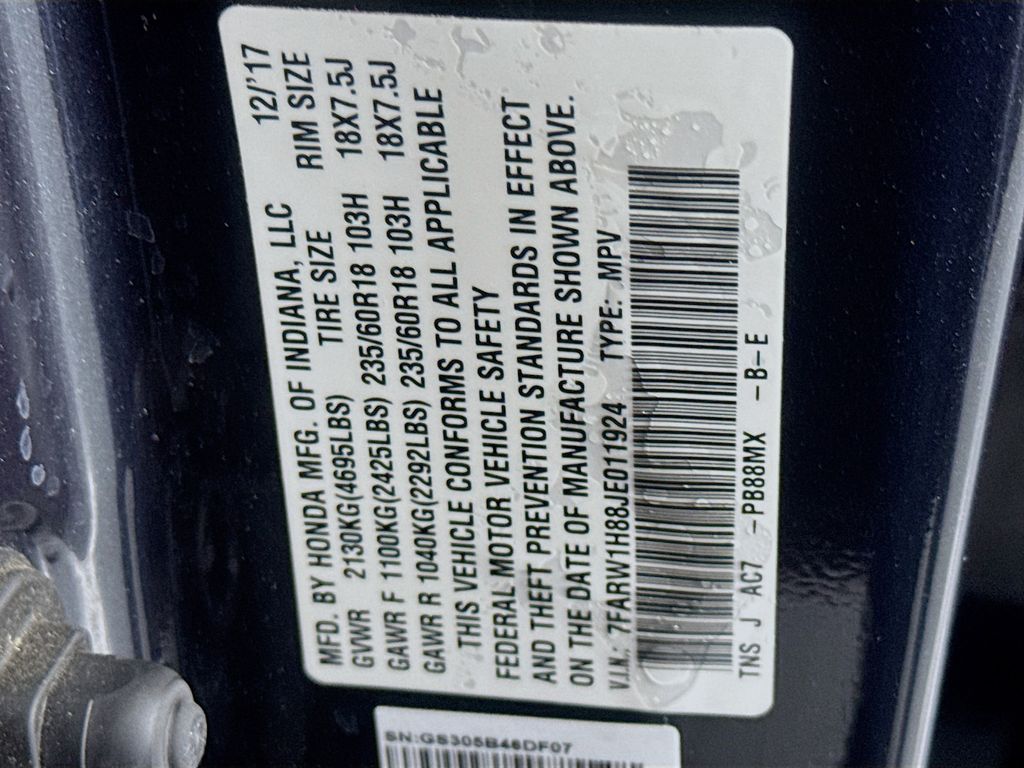 MFD. BY HONDA MFG. OF INDIANA, LLC 12/'17
GVWR 2130KG(4695LBS) TIRE SIZE RIM SIZE
GAWR F 1100KG(2425LBS) 235/60R18 103H 18X7.5J
GAWR R 1040KG(2292LBS) 235/60R18 103H 18X7.5J
THIS VEHICLE CONFORMS TO ALL APPLICABLE
FEDERAL MOTOR VEHICLE SAFETY
AND THEFT PREVENTION STANDARDS IN EFFECT
ON THE DATE OF MANUFACTURE SHOWN ABOVE.
V.I.N.: 7FARW1H88JE011924 TYPE: MPV
TNS J AC7 -PB88MX -B-E J
SN:GS305B46DF07